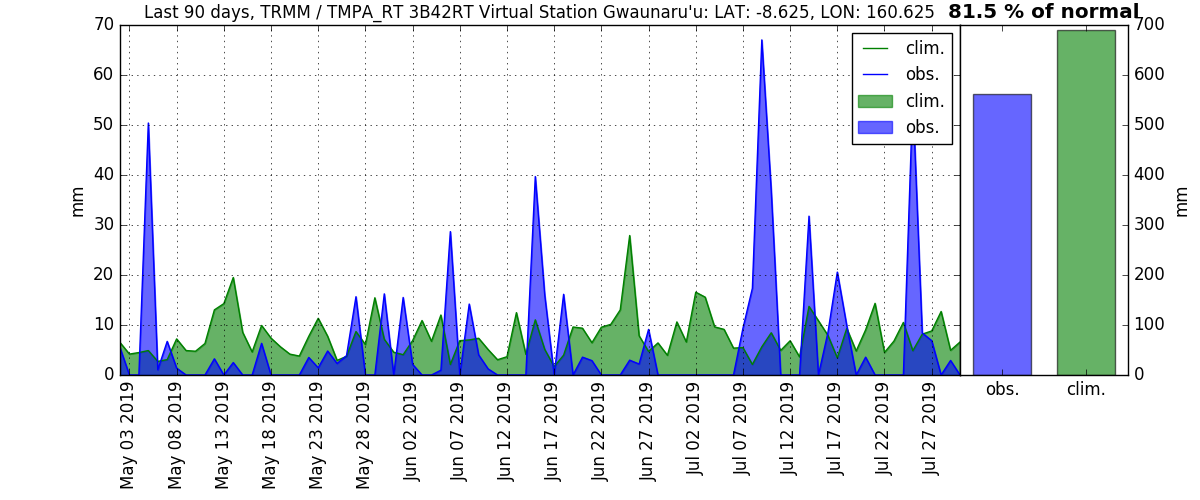 Last 90 days, TRMM / TMPA_RT 3B42RT Virtual Station Gwaunaru'u: LAT: -8.625, LON: 160.625
81.5 % of normal
70
60
50
40
30
20
10
0
mm
clim.
obs.
clim.
obs.
700
600
500
400
300
200
100
0
mm
May 03 2019
May 08 2019
May 13 2019
May 18 2019
May 23 2019
May 28 2019
Jun 02 2019
Jun 07 2019
Jun 12 2019
Jun 17 2019
Jun 22 2019
Jun 27 2019
Jul 02 2019
Jul 07 2019
Jul 12 2019
Jul 17 2019
Jul 22 2019
Jul 27 2019
obs.
clim.